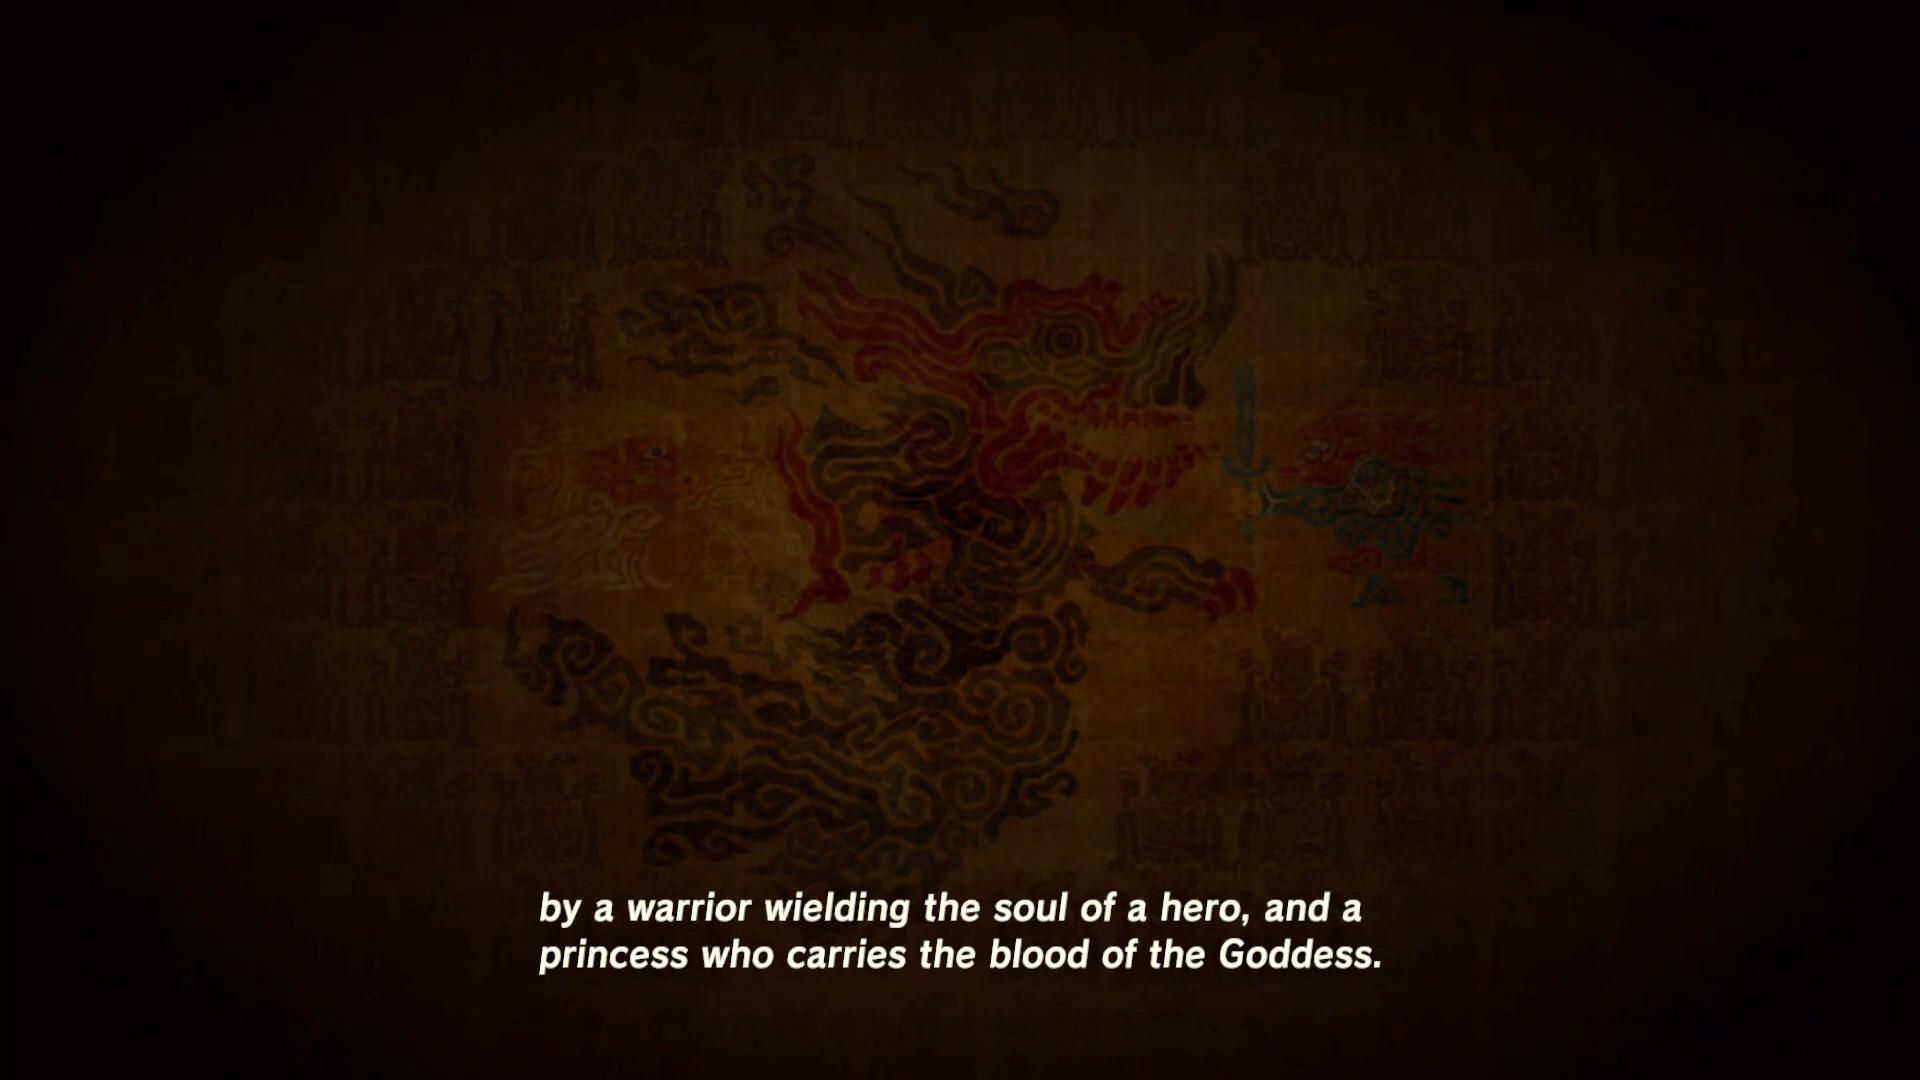 by a warrior wielding the soul of a hero, and a
princess who carries the blood of the Goddess.